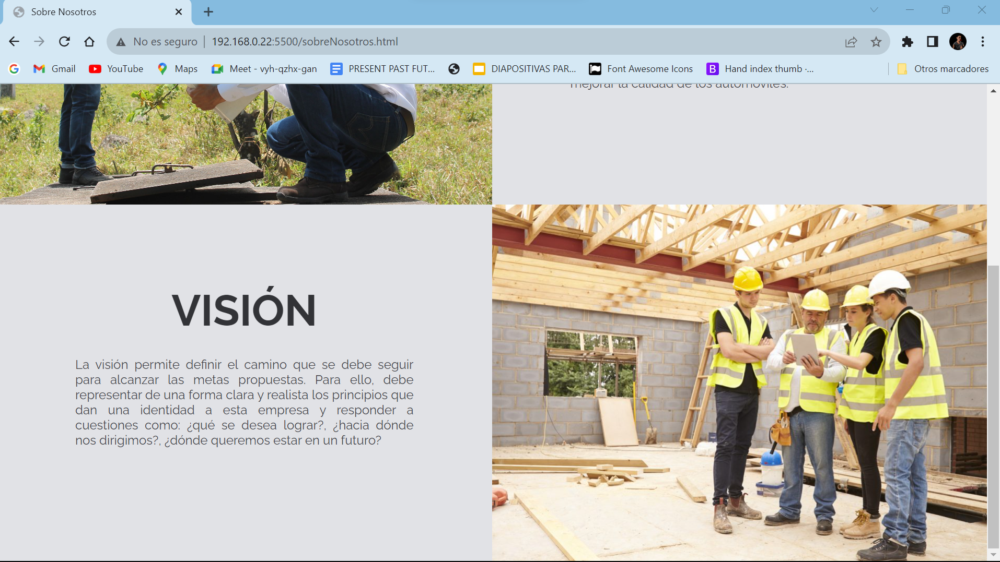 Sobre Nosotros
No es seguro
192.168.0.22:5500/sobreNosotros.html
Gmail
YouTube
Maps
Meet - vyh-qzhx-gan
PRESENT PAST FUT...
DIAPOSITIVAS PAR...
Font Awesome Icons
B
Hand index thumb ·...
Otros marcadores
mejorar la calidad de los automóviles.
VISIÓN
La visión permite definir el camino que se debe seguir
para alcanzar las metas propuestas. Para ello, debe
representar de una forma clara y realista los principios que
dan una identidad a esta empresa y responder a
cuestiones como: ¿qué se desea lograr?, ¿hacia dónde
nos dirigimos?, ¿dónde queremos estar en un futuro?